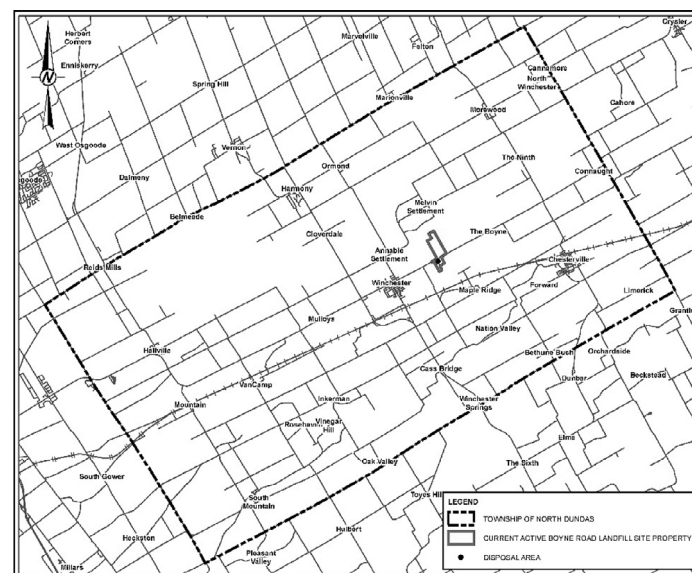 Herbert
Corners
Enniskerry
Marvelville
Felton
Crysler
Spring Hill
Cannamore
North
Winchester
Marionville
Morewood
Cahore
West Osgoode
Vernon
Ormond
The Ninth
Connaught
Dalmeny
Harmony
Melvin
Settlement
Belmeade
Cloverdale
The Boyne
Annable
Settlement
Reids Mills
Chesterville
Winchester
Maple Ridge
Forward
Limerick
Mulloys
Nation Valley
Hallville
Bethune Bush
Orchardside
Cass Bridge
Dunbar
Beckstead
VanCamp
Mountain
Inkerman
Winchester
Springs
Vinegar
Hill
Elma
Oak Valley
The Sixth
South Gower
South
Mountain
Hulbert
Heckston
Pleasant
Valley
Millars
N
LEGEND
TOWNSHIP OF NORTH DUNDAS
CURRENT ACTIVE BOYNE ROAD LANDFILL SITE PROPERTY
DISPOSAL AREA